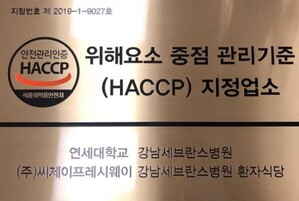 지정번호 제 2019-1-9027호
안전관리인증
HACCP
식품의약품안전처
위해요소 중점 관리기준
(HACCP) 지정업소
연세대학교 강남세브란스병원
(주)씨제이프레시웨이 강남세브란스병원 환자식당